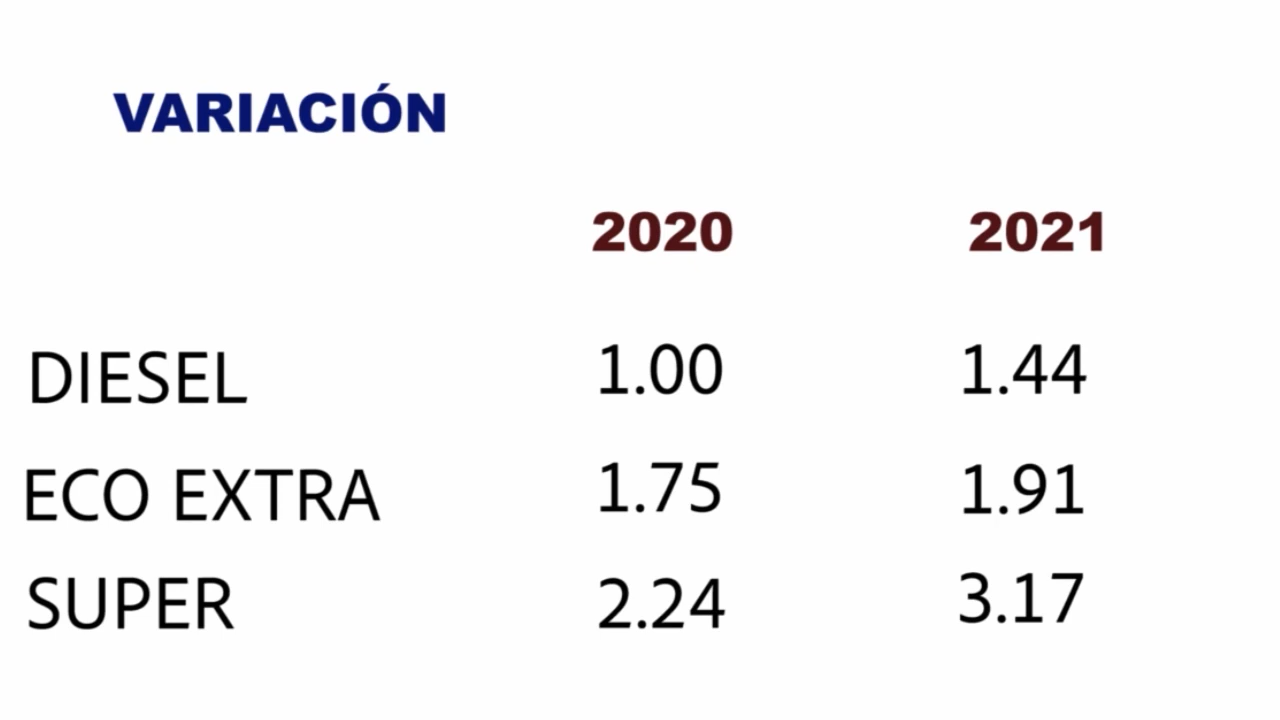 VARIACIÓN
2020 2021
DIESEL 1.00 1.44
ECO EXTRA 1.75 1.91
SUPER 2.24 3.17